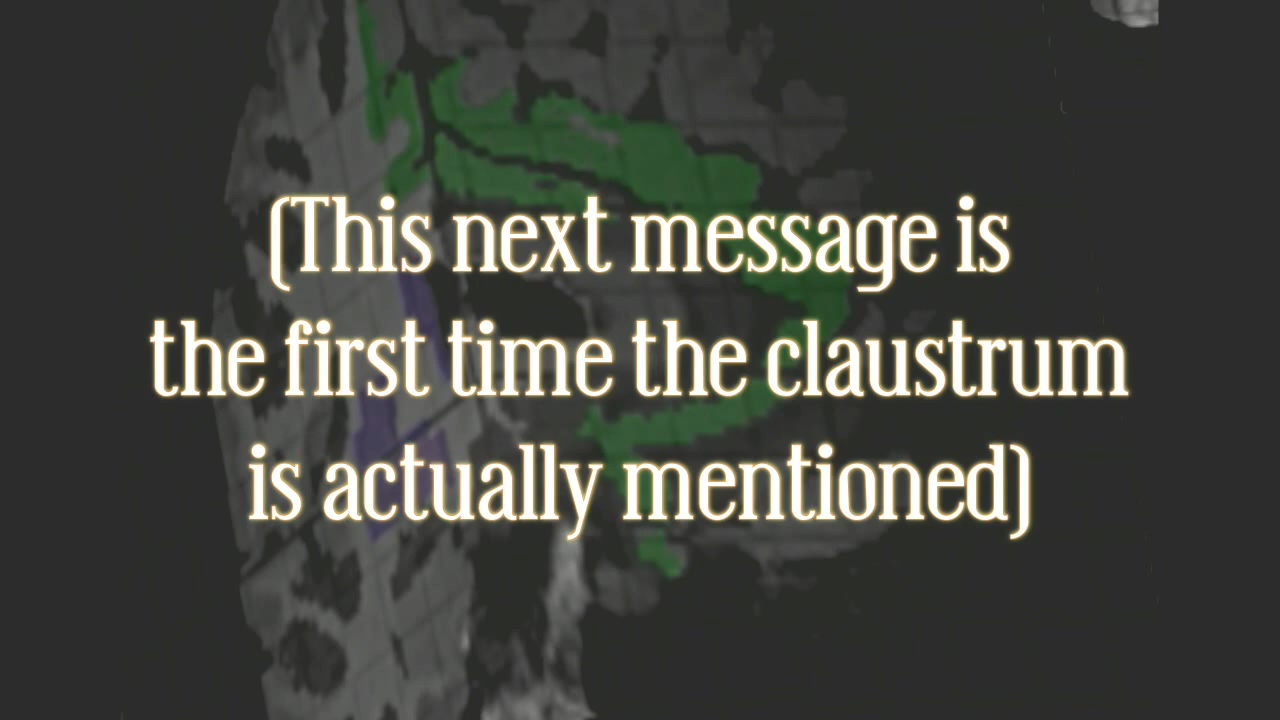 (This next message is
the first time the claustrum
is actually mentioned)